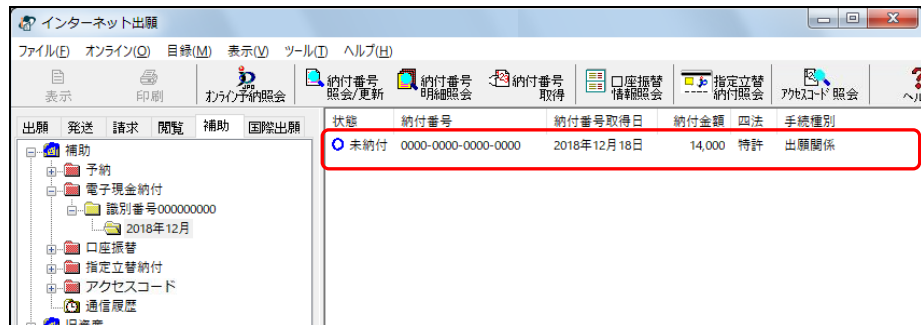 インターネット出願
ファイル(F) オンライン(O) 目録(M) 表示(V) ツール(T) ヘルプ(H)
表示
印刷
オンライン予納照会
納付番号
照会/更新
納付番号
明細照会
納付番号
取得
口座振替
情報照会
指定立替
納付照会
アクセスコード照会
出願 発送 請求 閲覧 補助 国際出願
状態 納付番号 納付番号取得日 納付金額 四法 手続種別
未納付 0000-0000-0000-0000 2018年12月18日 14,000 特許 出願関係
補助
予納
電子現金納付
識別番号000000000
2018年12月
口座振替
指定立替納付
アクセスコード
通信履歴